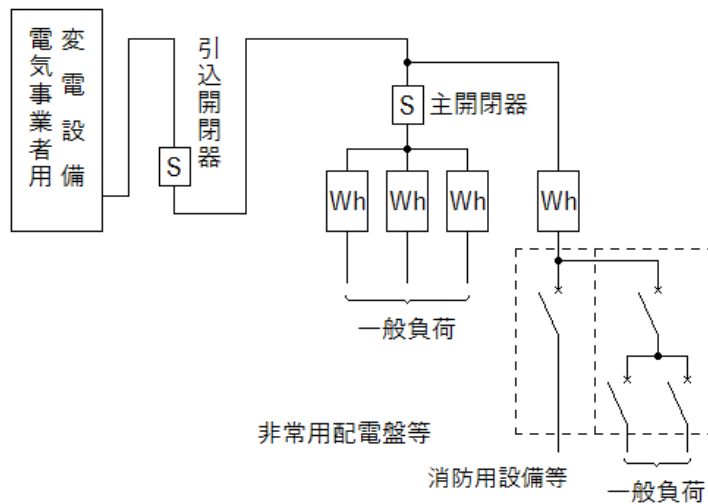 変電設備
電気事業者用
引込開閉器
S
S
主開閉器
Wh
Wh
Wh
Wh
一般負荷
非常用配電盤等
消防用設備等
一般負荷